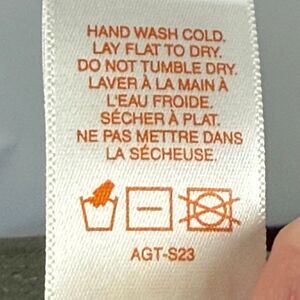 HAND WASH COLD.
LAY FLAT TO DRY.
DO NOT TUMBLE DRY.
LAVER À LA MAIN À
L'EAU FROIDE.
SÉCHER À PLAT.
NE PAS METTRE DANS
LA SÉCHEUSE.
AGT-S23